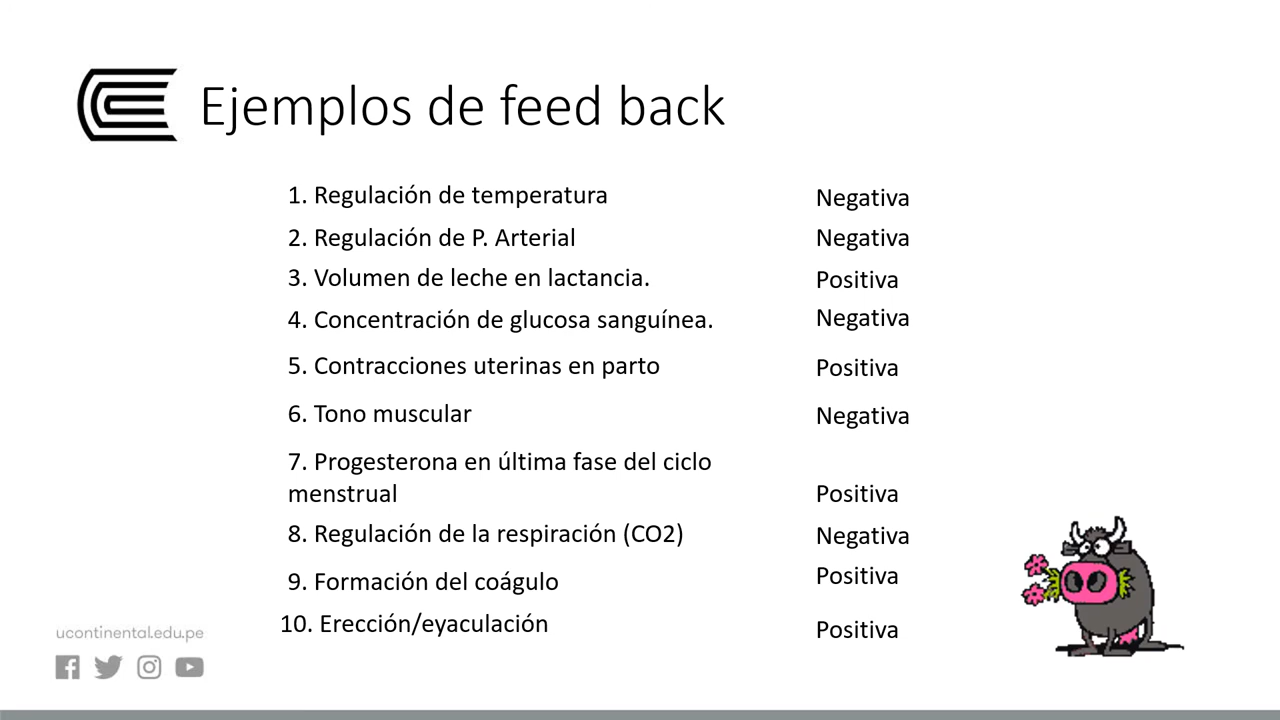 Ejemplos de feed back
1. Regulación de temperatura Negativa
2. Regulación de P. Arterial Negativa
3. Volumen de leche en lactancia. Positiva
4. Concentración de glucosa sanguínea. Negativa
5. Contracciones uterinas en parto Positiva
6. Tono muscular Negativa
7. Progesterona en última fase del ciclo
menstrual Positiva
8. Regulación de la respiración (CO2) Negativa
9. Formación del coágulo Positiva
10. Erección/eyaculación Positiva
ucontinental.edu.pe